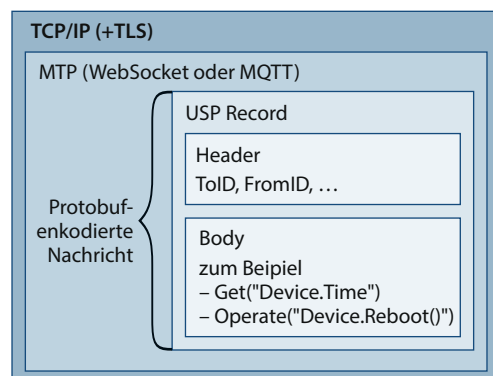 TCP/IP (+TLS)
MTP (WebSocket oder MQTT)
USP Record
Header
ToID, FromID, …
Protobuf-
enkodierte
Nachricht
Body
zum Beipiel
– Get("Device.Time")
– Operate("Device.Reboot()")